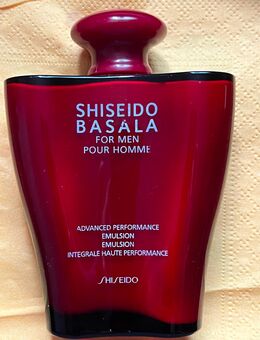 SHISEIDO
BASALA
FOR MEN
POUR HOMME
ADVANCED PERFORMANCE
EMULSION
EMULSION
INTEGRALE HAUTE PERFORMANCE
SHISEIDO